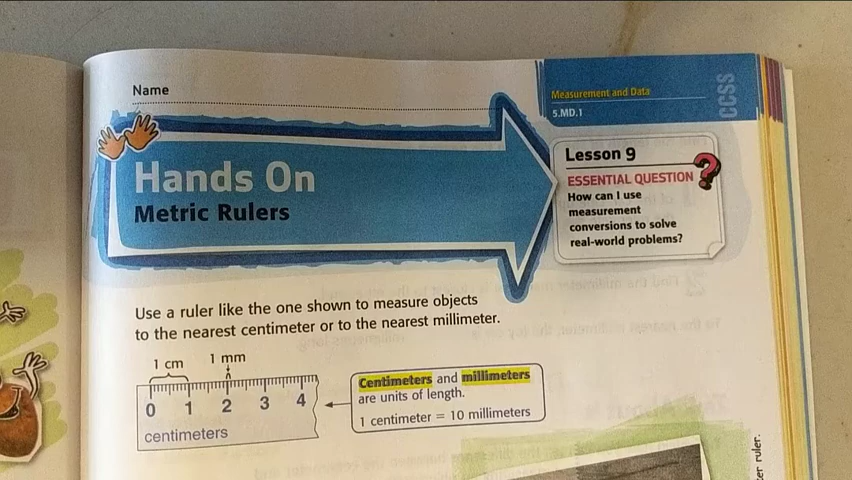 Name
Measurement and Data
5.MD.1
CCSS
Hands On
Metric Rulers
Lesson 9
ESSENTIAL QUESTION
How can I use
measurement
conversions to solve
real-world problems?
Use a ruler like the one shown to measure objects
to the nearest centimeter or to the nearest millimeter.
1 cm
1 mm
0 1 2 3 4
centimeters
Centimeters and millimeters
are units of length.
1 centimeter = 10 millimeters
ruler.